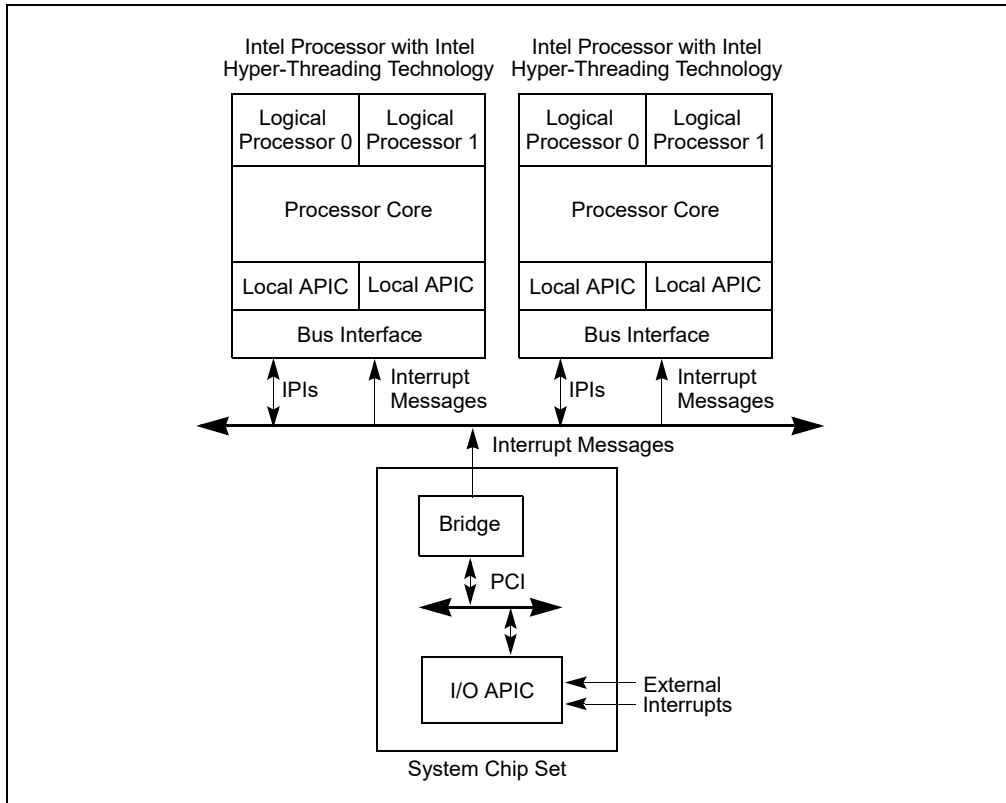 Intel Processor with Intel
Hyper-Threading Technology
Intel Processor with Intel
Hyper-Threading Technology
Logical
Processor 0
Logical
Processor 1
Logical
Processor 0
Logical
Processor 1
Processor Core
Processor Core
Local APIC
Local APIC
Local APIC
Local APIC
Bus Interface
Bus Interface
IPIs
Interrupt
Messages
IPIs
Interrupt
Messages
Interrupt Messages
Bridge
PCI
I/O APIC
External
Interrupts
System Chip Set